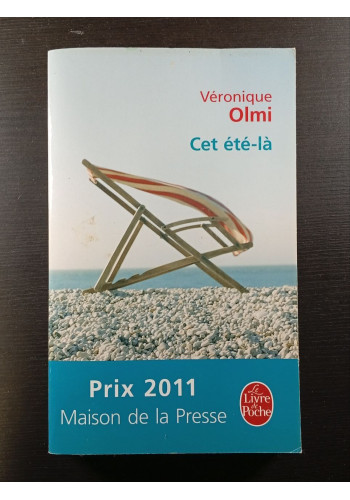 Véronique
Olmi
Cet été-là
Prix 2011
Maison de la Presse
Le
Livre
de
Poche